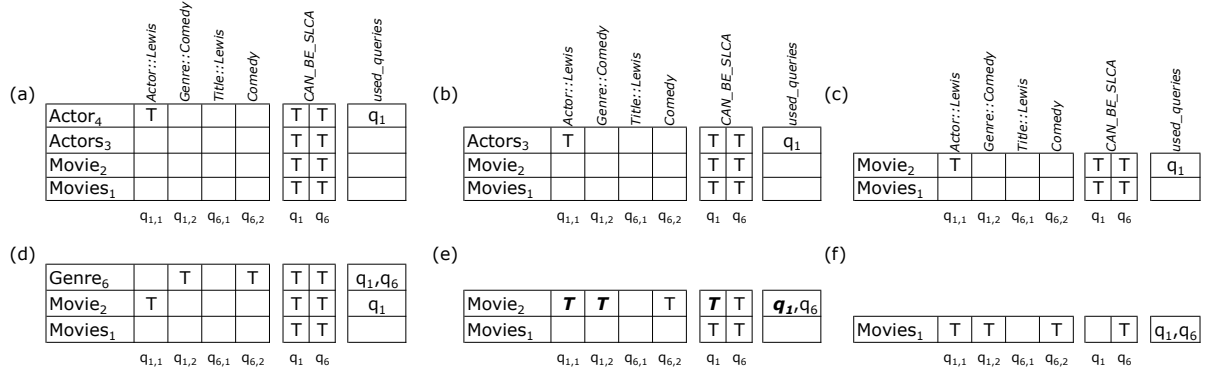 (a)
Actor::Lewis Genre::Comedy Title::Lewis Comedy CAN_BE_SLCA used_queries
Actor4 T T T q1
Actors3 T T
Movie2 T T
Movies1 T T
q1,1 q1,2 q6,1 q6,2 q1 q6
(b)
Actor::Lewis Genre::Comedy Title::Lewis Comedy CAN_BE_SLCA used_queries
Actors3 T T T q1
Movie2 T T
Movies1 T T
q1,1 q1,2 q6,1 q6,2 q1 q6
(c)
Actor::Lewis Genre::Comedy Title::Lewis Comedy CAN_BE_SLCA used_queries
Movie2 T T T q1
Movies1 T T
q1,1 q1,2 q6,1 q6,2 q1 q6
(d)
Genre6 T T T T q1,q6
Movie2 T T T q1
Movies1 T T
q1,1 q1,2 q6,1 q6,2 q1 q6
(e)
Movie2 T T T T T q1,q6
Movies1 T T
q1,1 q1,2 q6,1 q6,2 q1 q6
(f)
Movies1 T T T T q1,q6
q1,1 q1,2 q6,1 q6,2 q1 q6